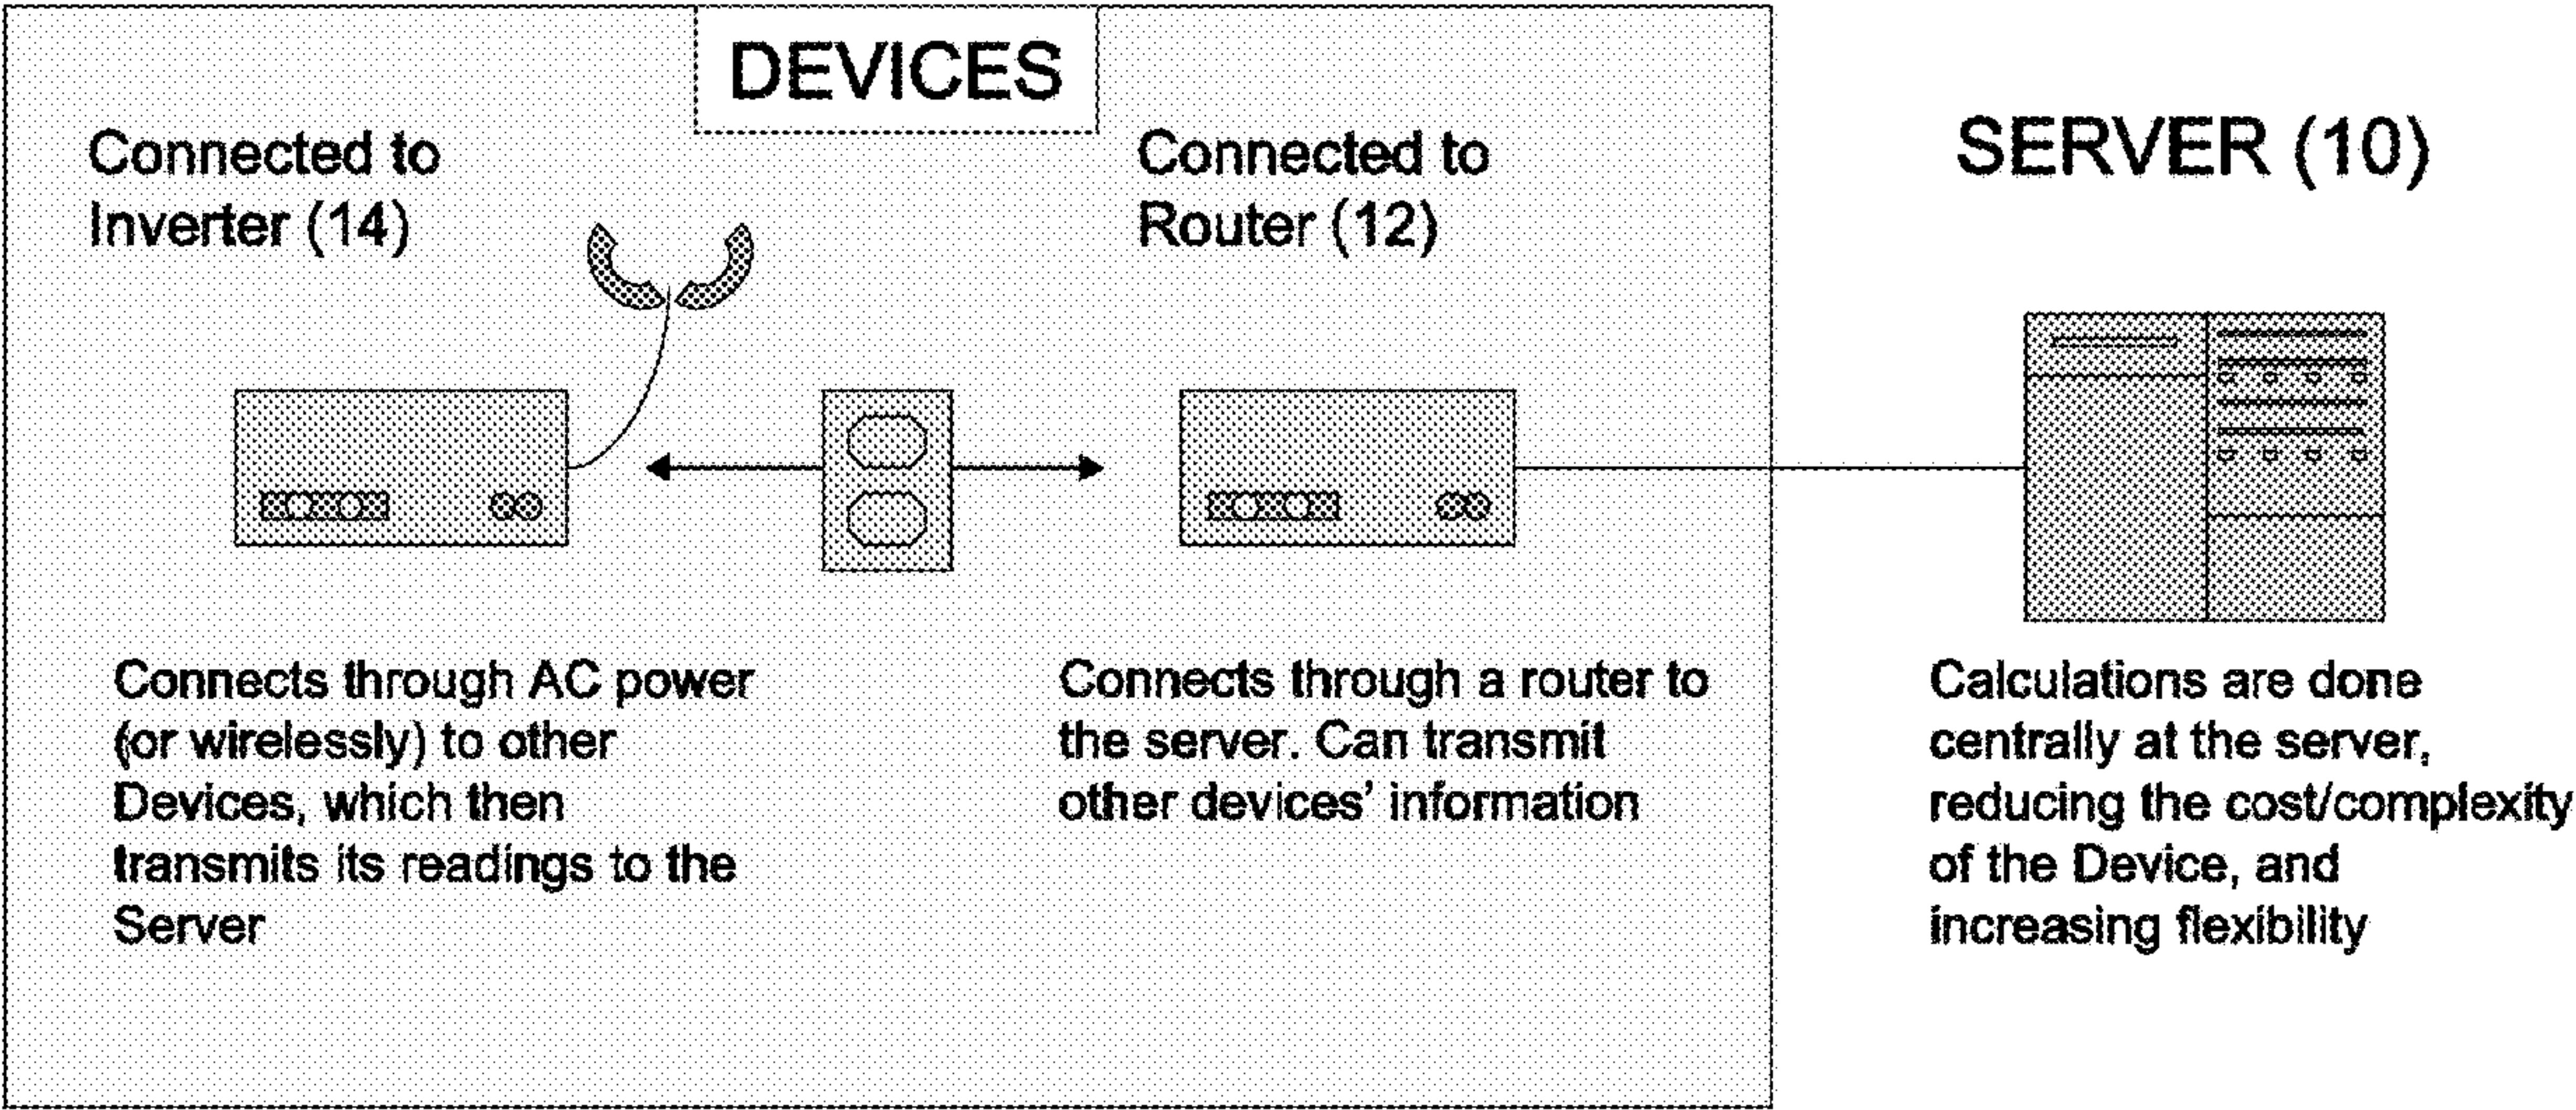 DEVICES
Connected to
Inverter (14)
Connected to
Router (12)
SERVER (10)
Connects through AC power
(or wirelessly) to other
Devices, which then
transmits its readings to the
Server
Connects through a router to
the server. Can transmit
other devices' information
Calculations are done
centrally at the server,
reducing the cost/complexity
of the Device, and
increasing flexibility